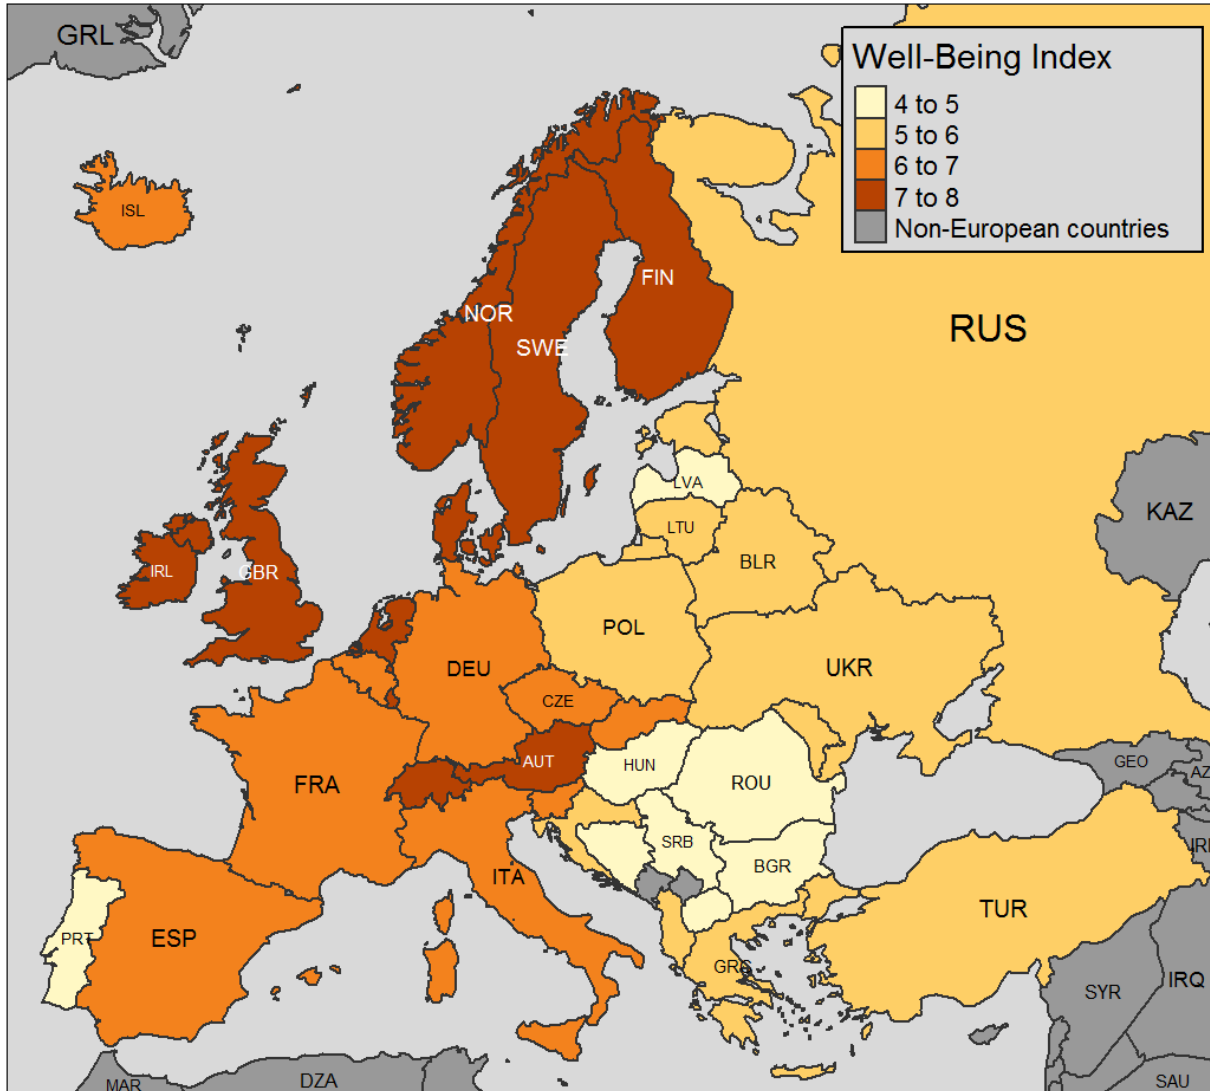 GRL
Well-Being Index
4 to 5
5 to 6
6 to 7
7 to 8
Non-European countries
ISL
FIN
NOR
RUS
SWE
LVA
KAZ
LTU
BLR
IRL
GBR
POL
DEU
UKR
CZE
AUT
HUN
GEO
AZ
FRA
ROU
SRB
IRN
BGR
ITA
TUR
PRT
ESP
GRC
IRQ
SYR
MAR
DZA
SAU